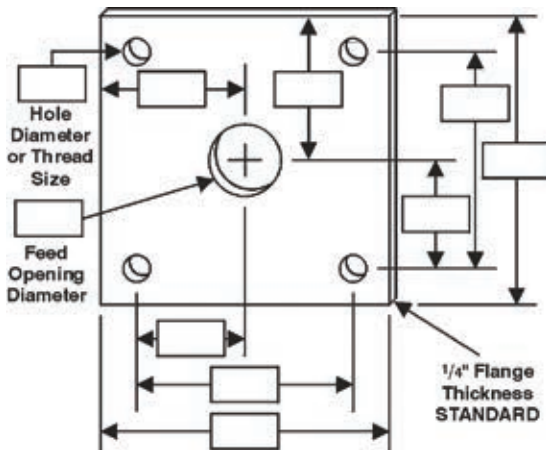 Hole
Diameter
or Thread
Size
Feed
Opening
Diameter
1/4" Flange
Thickness
STANDARD